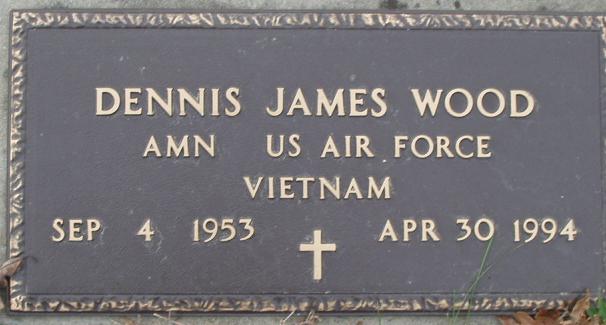 DENNIS JAMES WOOD
AMN US AIR FORCE
VIETNAM
SEP 4 1953 APR 30 1994